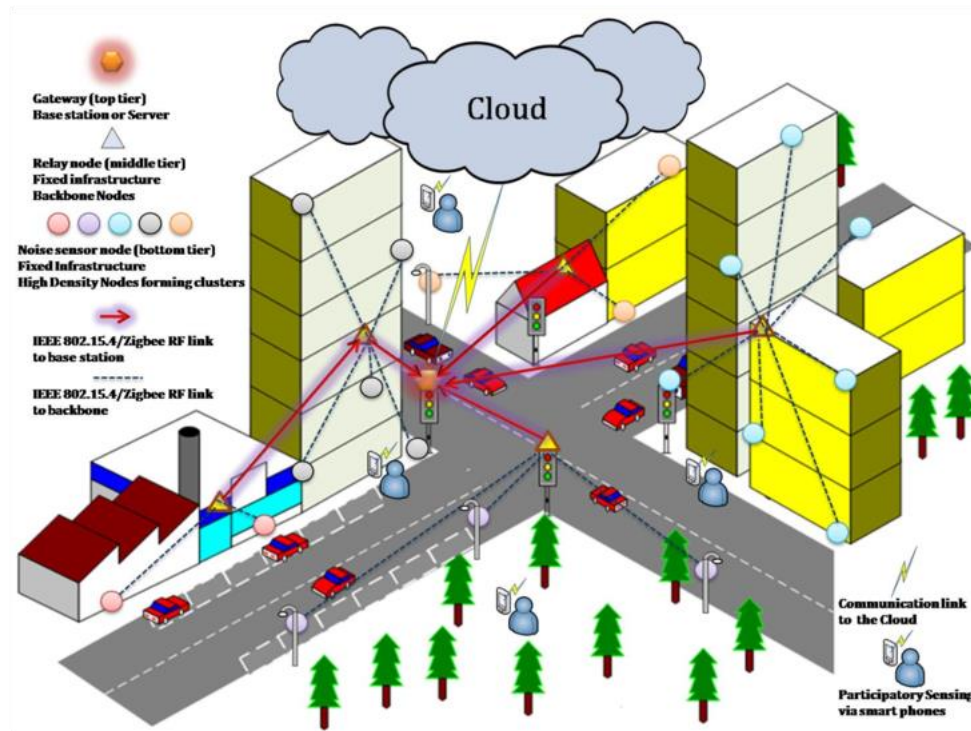 Cloud
Gateway (top tier)
Base station or Server
Relay node (middle tier)
Fixed infrastructure
Backbone Nodes
Noise sensor node (bottom tier)
Fixed Infrastructure
High Density Nodes forming clusters
IEEE 802.15.4/Zigbee RF link
to base station
IEEE 802.15.4/Zigbee RF link
to backbone
Communication link
to the Cloud
Participatory Sensing
via smart phones